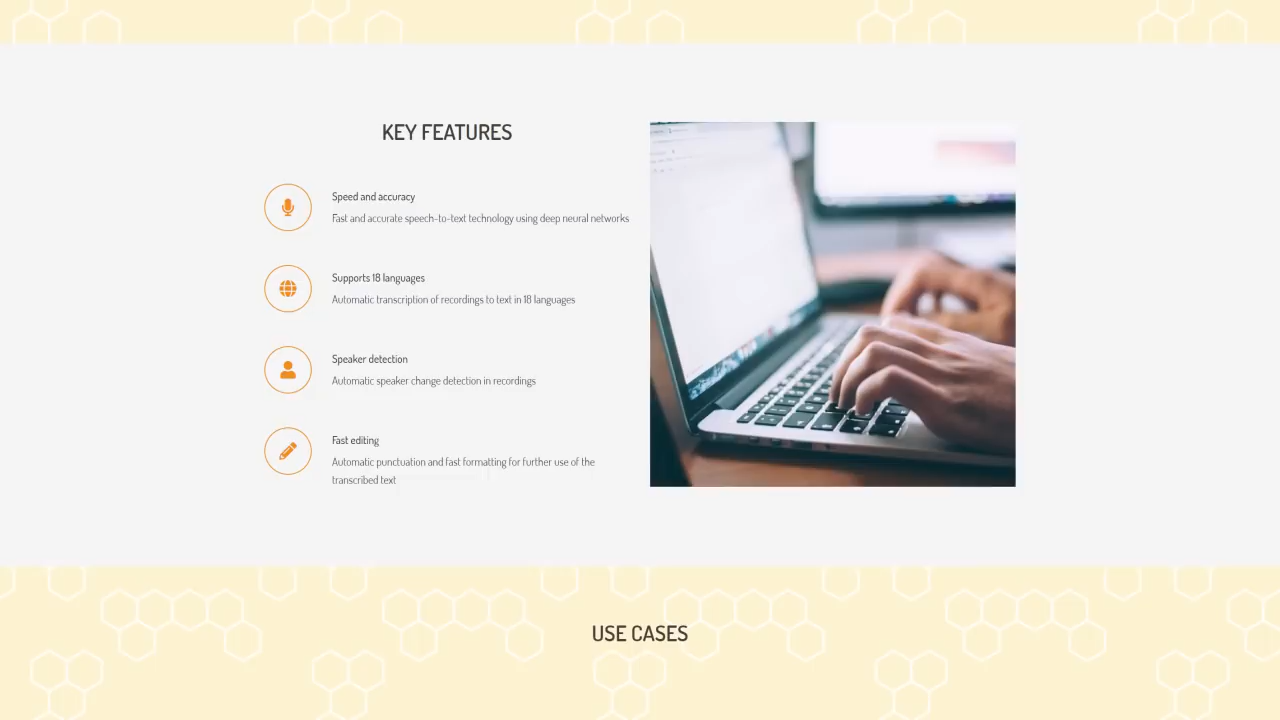 KEY FEATURES
Speed and accuracy
Fast and accurate speech-to-text technology using deep neural networks
Supports 18 languages
Automatic transcription of recordings to text in 18 languages
Speaker detection
Automatic speaker change detection in recordings
Fast editing
Automatic punctuation and fast formatting for further use of the
transcribed text
USE CASES